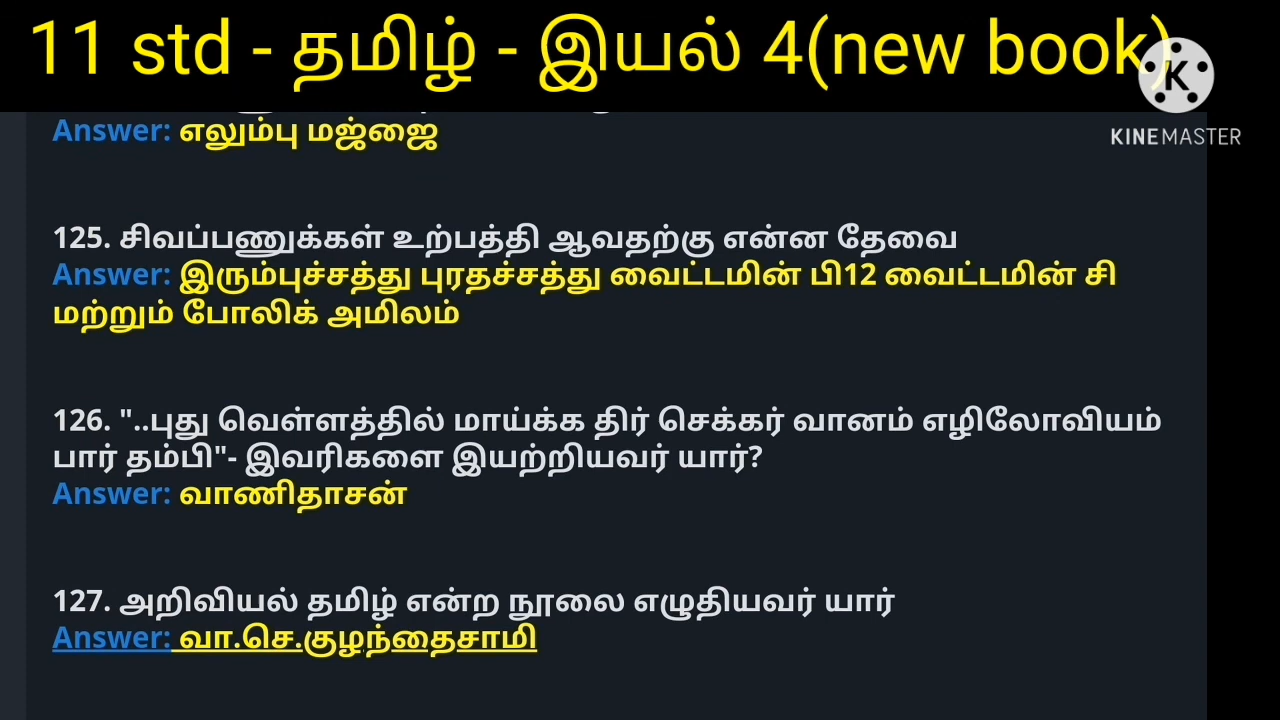 11 std - தமிழ் - இயல் 4(new book)
K
KINEMASTER
Answer: எலும்பு மஜ்ஜை
125. சிவப்பணுக்கள் உற்பத்தி ஆவதற்கு என்ன தேவை
Answer: இரும்புச்சத்து புரதச்சத்து வைட்டமின் பி12 வைட்டமின் சி
மற்றும் போலிக் அமிலம்
126. "..புது வெள்ளத்தில் மாய்க்க திர் செக்கர் வானம் எழிலோவியம்
பார் தம்பி"- இவரிகளை இயற்றியவர் யார்?
Answer: வாணிதாசன்
127. அறிவியல் தமிழ் என்ற நூலை எழுதியவர் யார்
Answer: வா.செ.குழந்தைசாமி